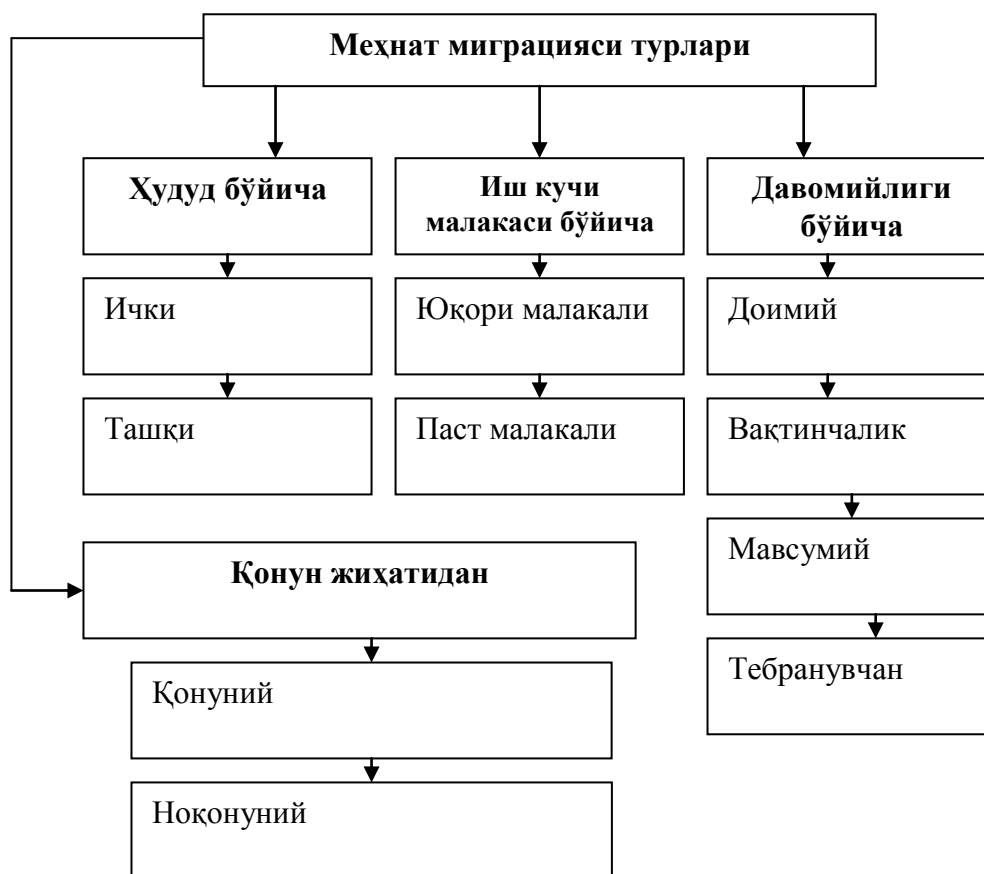 Меҳнат миграцияси турлари
Ҳудуд бўйича
Ички
Ташқи
Иш кучи
малакаси бўйича
Юқори малакали
Паст малакали
Давомийлиги
бўйича
Доимий
Вақтинчалик
Мавсумий
Тебранувчан
Қонун жиҳатидан
Қонуний
Ноқонуний